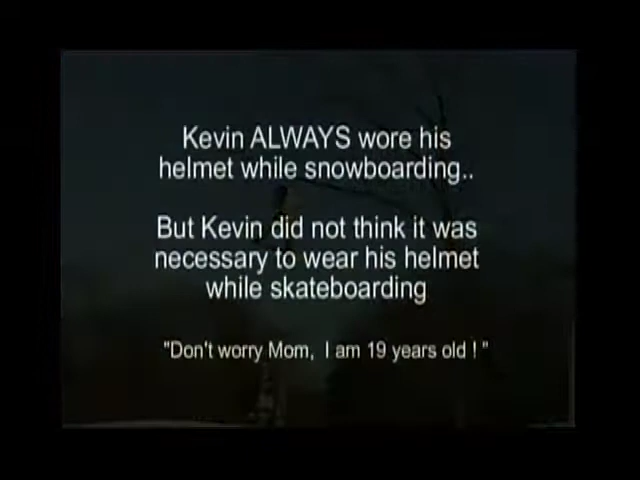 Kevin ALWAYS wore his
helmet while snowboarding..
But Kevin did not think it was
necessary to wear his helmet
while skateboarding
"Don't worry Mom, I am 19 years old ! "